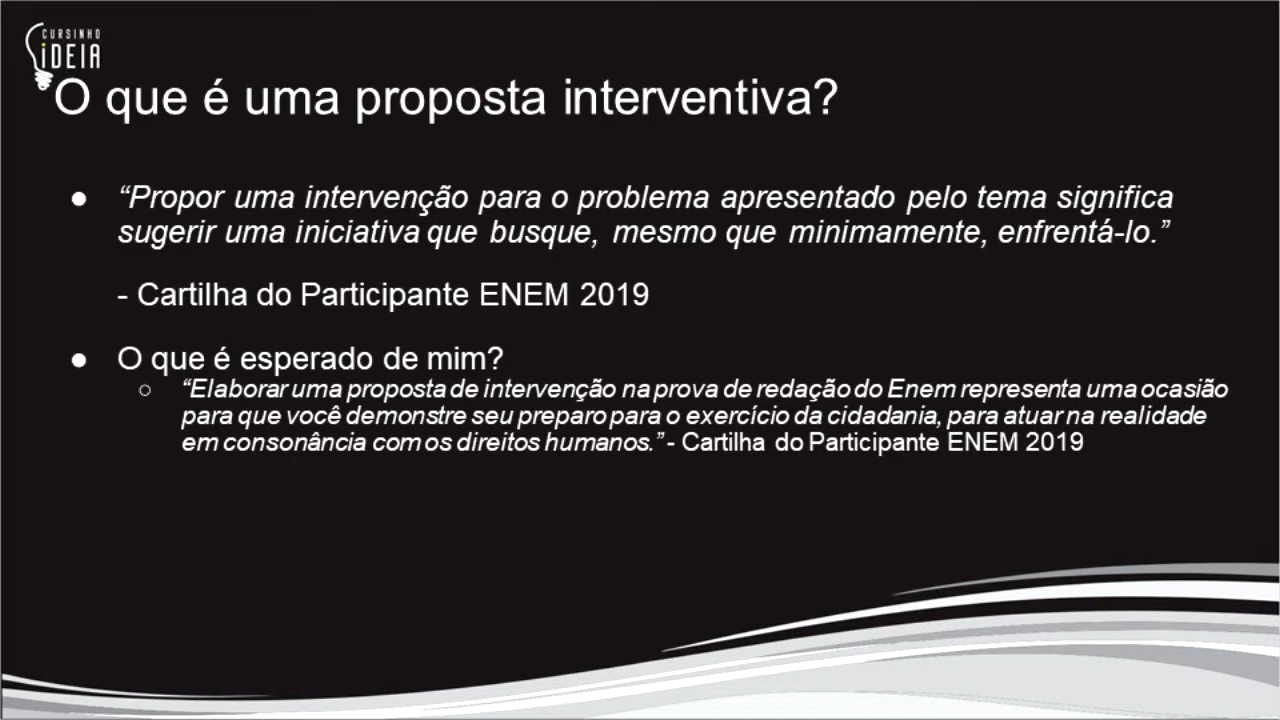 CURSINHO
iDEIA
O que é uma proposta interventiva?
● “Propor uma intervenção para o problema apresentado pelo tema significa
sugerir uma iniciativa que busque, mesmo que minimamente, enfrentá-lo.”
- Cartilha do Participante ENEM 2019
● O que é esperado de mim?
○ “Elaborar uma proposta de intervenção na prova de redação do Enem representa uma ocasião
para que você demonstre seu preparo para o exercício da cidadania, para atuar na realidade
em consonância com os direitos humanos.” - Cartilha do Participante ENEM 2019